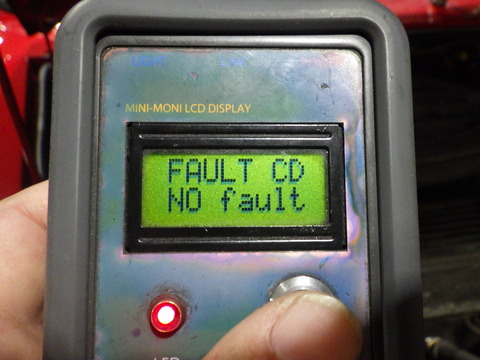 MINI-MONI LCD DISPLAY
FAULT CD
NO fault